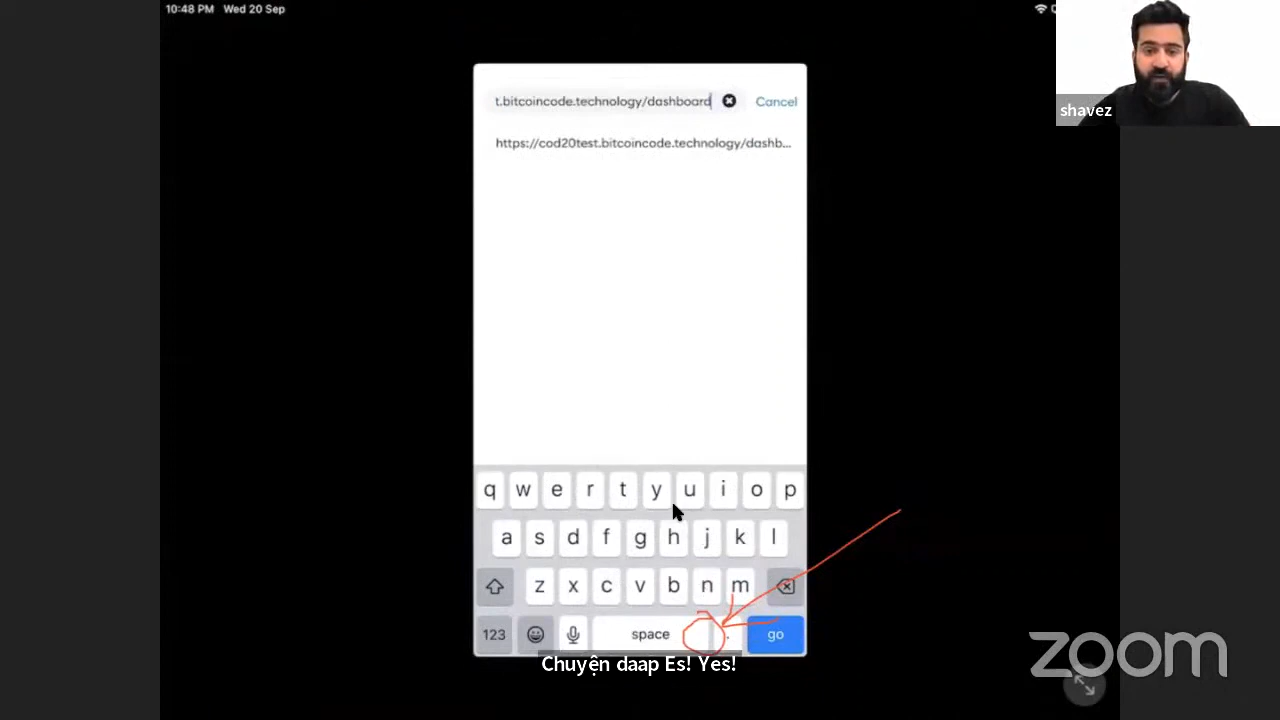 10:48 PM Wed 20 Sep
shavez
t.bitcoincode.technology/dashboard Cancel
https://cod20test.bitcoincode.technology/dashb...
q w e r t y u i o p
a s d f g h j k l
z x c v b n m
123 space . go
Chuyện daap Es! Yes!
zoom